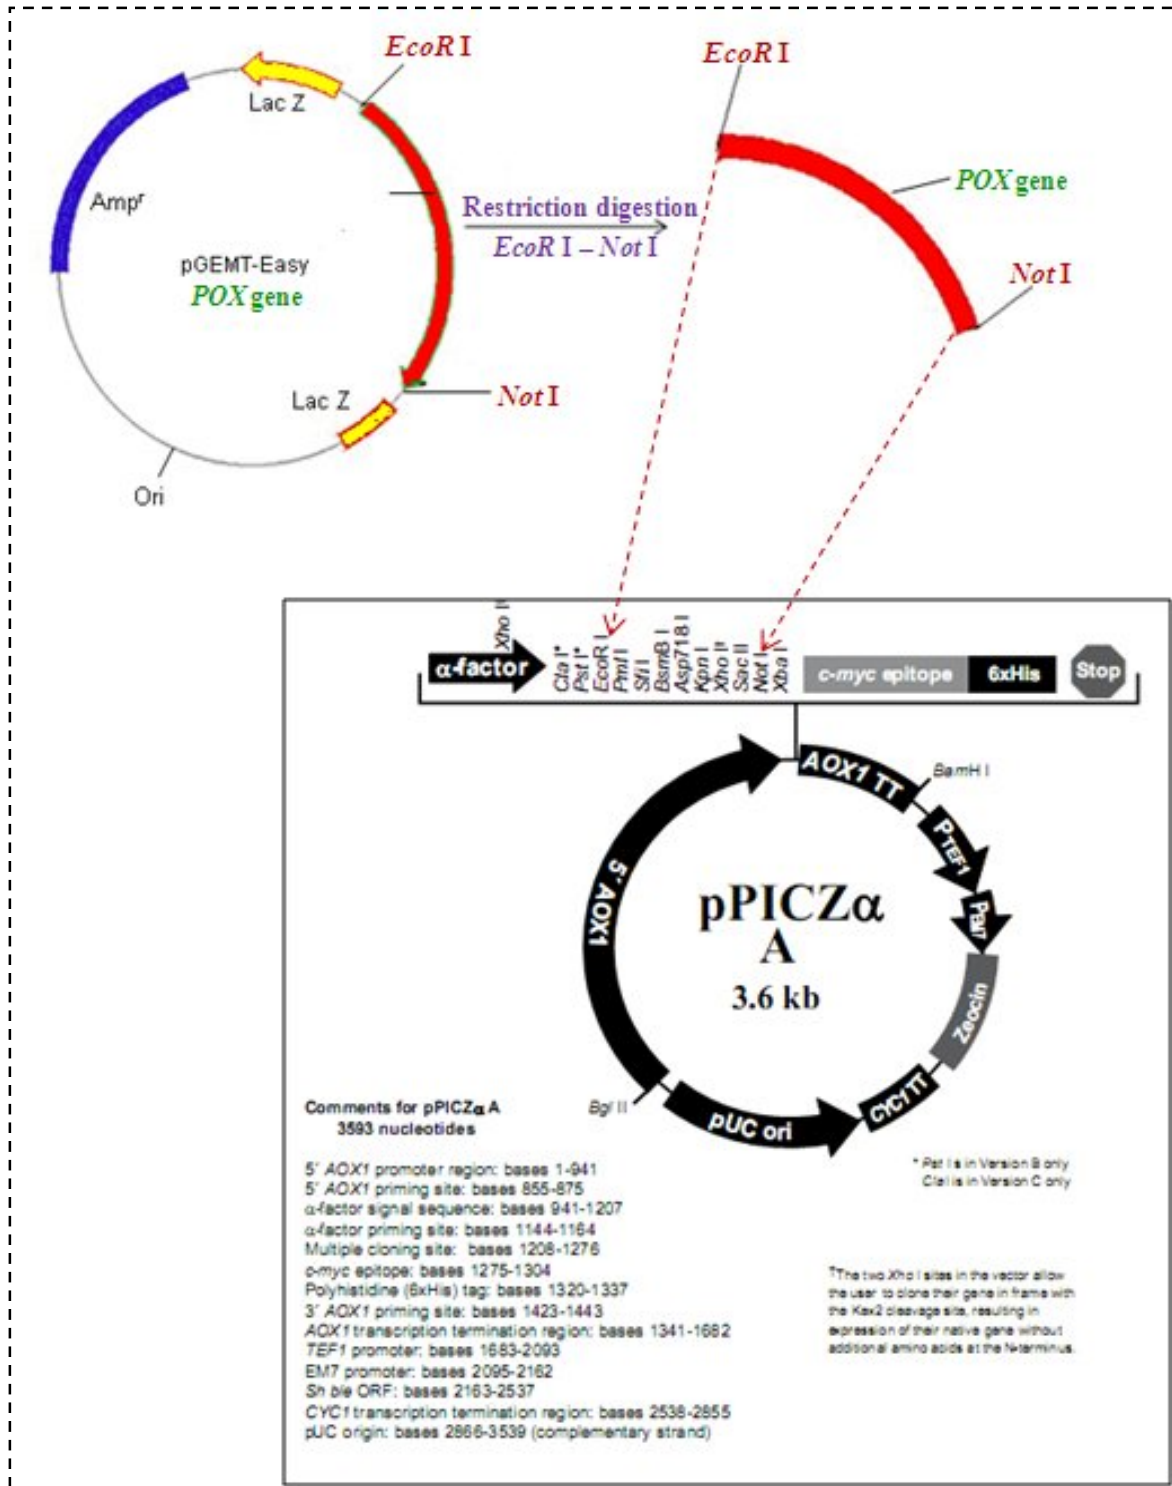 EcoR I
Lac Z
Ampʳ
pGEMT-Easy
POX gene
Lac Z
Not I
Ori
Restriction digestion
EcoR I – Not I
EcoR I
POX gene
Not I
α-factor
Xho I*
Cla I*
Pst I*
EcoR I
Pml I
Sfi I
BsmB I
Asp718 I
Kpn I
Xho I*
Sac II
Not I
Xba I
c-myc epitope
6xHis
Stop
AOX1 TT
BamH I
PTEF1
PEM7
Zeocin
CYC1 TT
pUC ori
Bgl II
5´ AOX1
pPICZα
A
3.6 kb
Comments for pPICZα A
3593 nucleotides
5´ AOX1 promoter region: bases 1-941
5´ AOX1 priming site: bases 855-875
α-factor signal sequence: bases 941-1207
α-factor priming site: bases 1144-1164
Multiple cloning site: bases 1208-1276
c-myc epitope: bases 1275-1304
Polyhistidine (6xHis) tag: bases 1320-1337
3´ AOX1 priming site: bases 1423-1443
AOX1 transcription termination region: bases 1341-1682
TEF1 promoter: bases 1683-2093
EM7 promoter: bases 2095-2162
Sh ble ORF: bases 2163-2537
CYC1 transcription termination region: bases 2538-2855
pUC origin: bases 2866-3539 (complementary strand)
* Pst I is in Version B only
Cla I is in Version C only
†The two Xho I sites in the vector allow
the user to clone their gene in frame with
the Kex2 cleavage site, resulting in
expression of their native gene without
additional amino acids at the N-terminus.